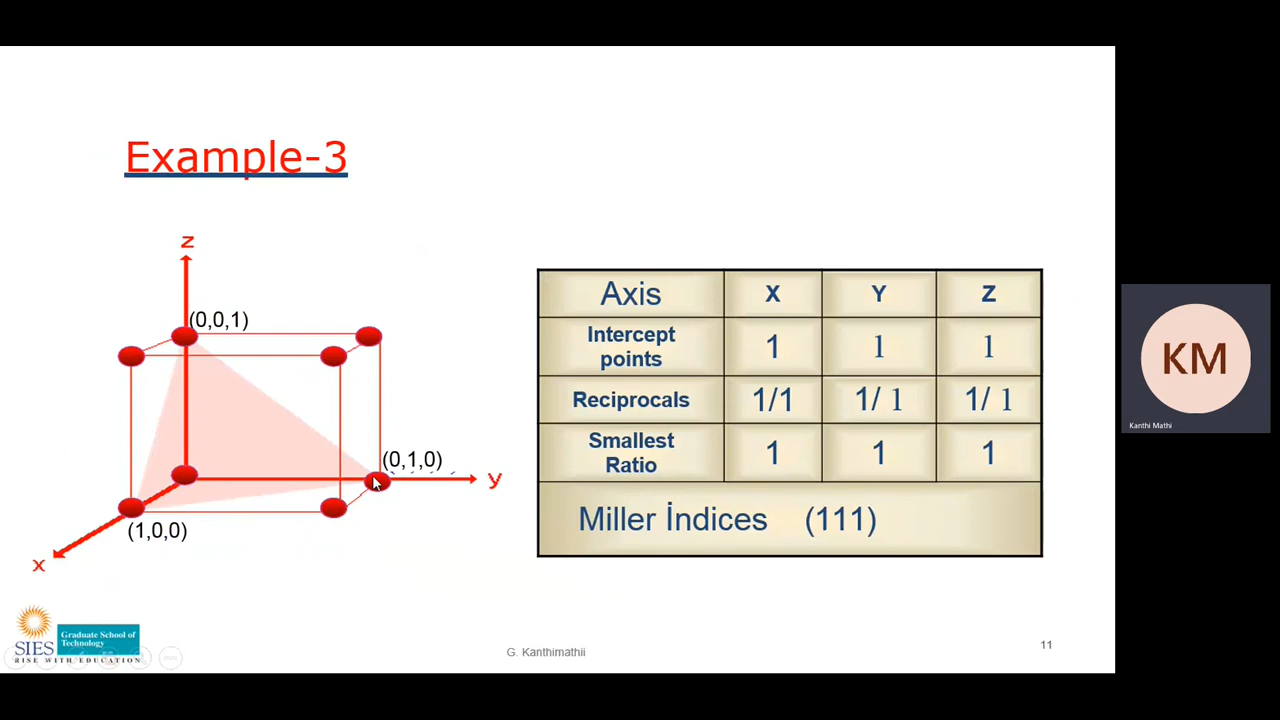 Example-3
z
(0,0,1)
(0,1,0)
y
(1,0,0)
x
Axis X Y Z
Intercept
points 1 1 1
Reciprocals 1/1 1/ 1 1/ 1
Smallest
Ratio 1 1 1
Miller İndices (111)
KM
Kanthi Mathi
SIES
Graduate School of
Technology
RISE WITH EDUCATION
G. Kanthimathii
11